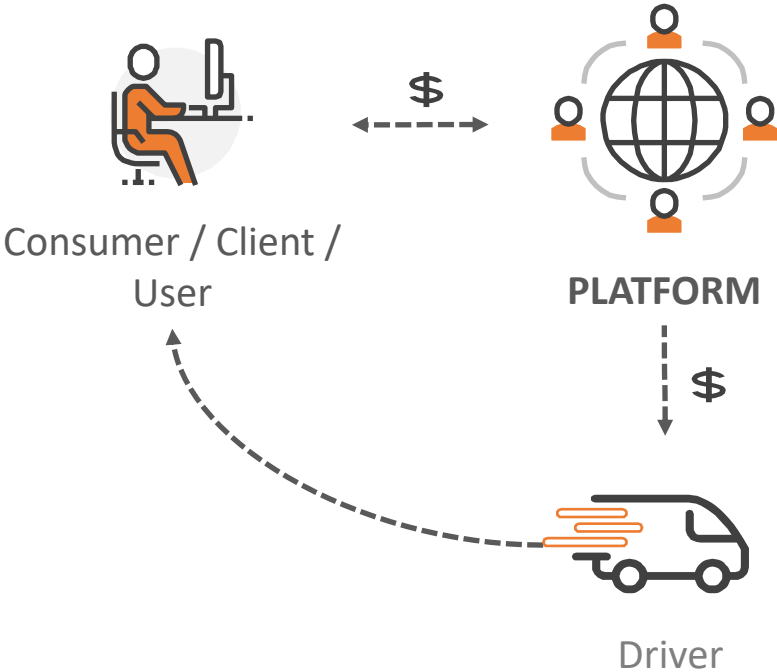 $
Consumer / Client /
User
PLATFORM
$
Driver